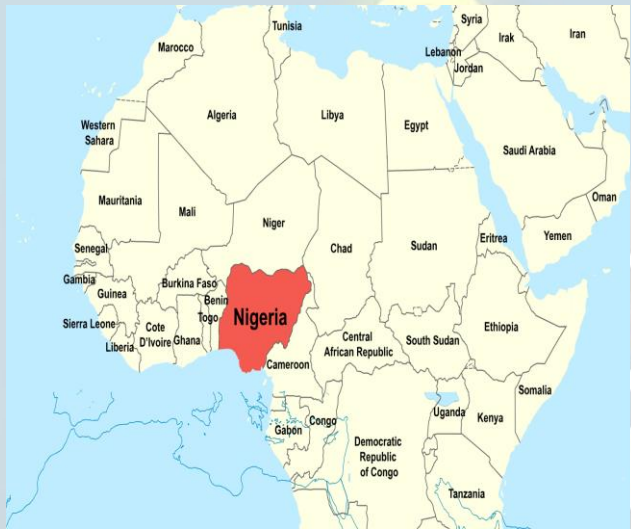 Syria
Tunisia
Iran
Marocco
Lebanon
Irak
Jordan
Algeria
Libya
Egypt
Western
Sahara
Saudi Arabia
Mauritania
Oman
Mali
Niger
Chad
Sudan
Eritrea
Yemen
Senegal
Gambia
Burkina Faso
Guinea
Benin
Nigeria
Togo
Ethiopia
Sierra Leone
Cote
D'Ivoire
Ghana
Central
African Republic
South Sudan
Liberia
Cameroon
Somalia
Uganda
Kenya
Gabon
Congo
Democratic
Republic
of Congo
Tanzania